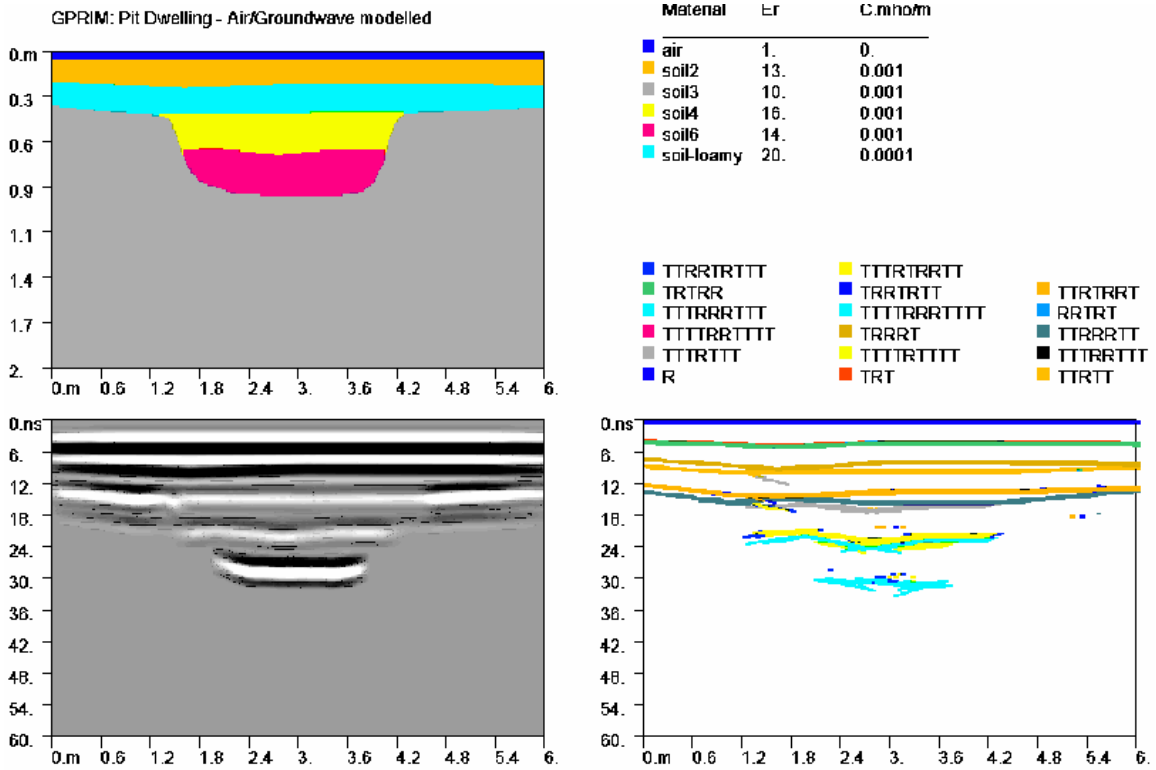 GPRIM: Pit Dwelling - Air/Groundwave modelled
Material Er C.mho/m
air 1. 0.
soil2 13. 0.001
soil3 10. 0.001
soil4 16. 0.001
soil6 14. 0.001
soil-loamy 20. 0.0001
0.m
0.3
0.6
0.9
1.1
1.4
1.7
2.
0.m 0.6 1.2 1.8 2.4 3. 3.6 4.2 4.8 5.4 6.
TTRRTRTTT TTTRTRRTT
TRTRR TRRTRTT TTRTRRT
TTTRRRTTT TTTTRRRTTTT RRTRT
TTTTRRTTTT TRRRT TTRRRTT
TTTRTTT TTTTRTTTT TTTRRTTT
R TRT TTRTT
0.ns
6.
12.
18.
24.
30.
36.
42.
48.
54.
60.
0.m 0.6 1.2 1.8 2.4 3. 3.6 4.2 4.8 5.4 6.
0.ns
6.
12.
18.
24.
30.
36.
42.
48.
54.
60.
0.m 0.6 1.2 1.8 2.4 3. 3.6 4.2 4.8 5.4 6.